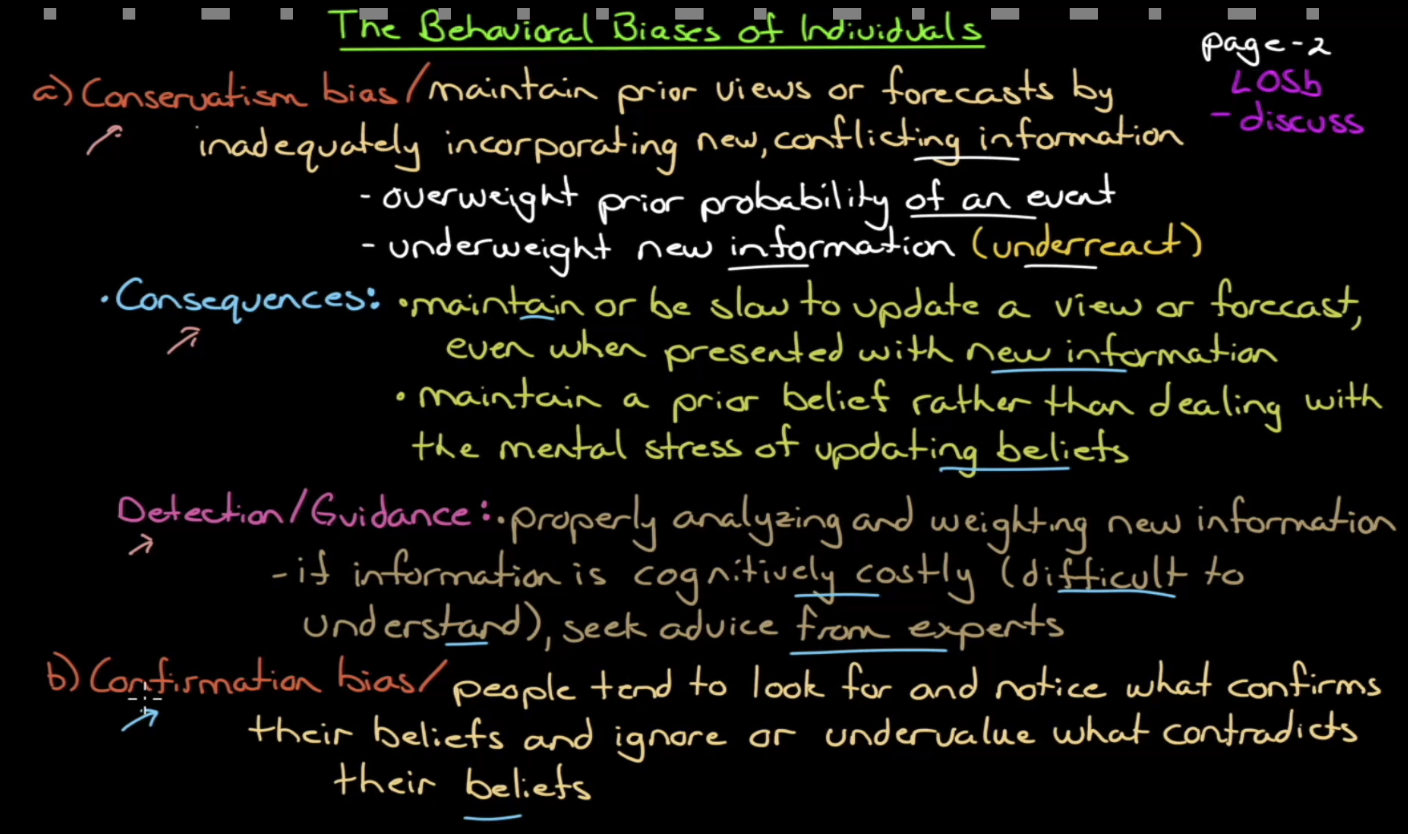 The Behavioral Biases of Individuals
page-2
LOSb
- discuss
a) Conservatism bias/maintain prior views or forecasts by
inadequately incorporating new, conflicting information
- overweight prior probability of an event
- underweight new information (underreact)
• Consequences: • maintain or be slow to update a view or forecast,
even when presented with new information
• maintain a prior belief rather than dealing with
the mental stress of updating beliefs
Detection/Guidance: • properly analyzing and weighting new information
- if information is cognitively costly (difficult to
understand), seek advice from experts
b) Confirmation bias/ people tend to look for and notice what confirms
their beliefs and ignore or undervalue what contradicts
their beliefs